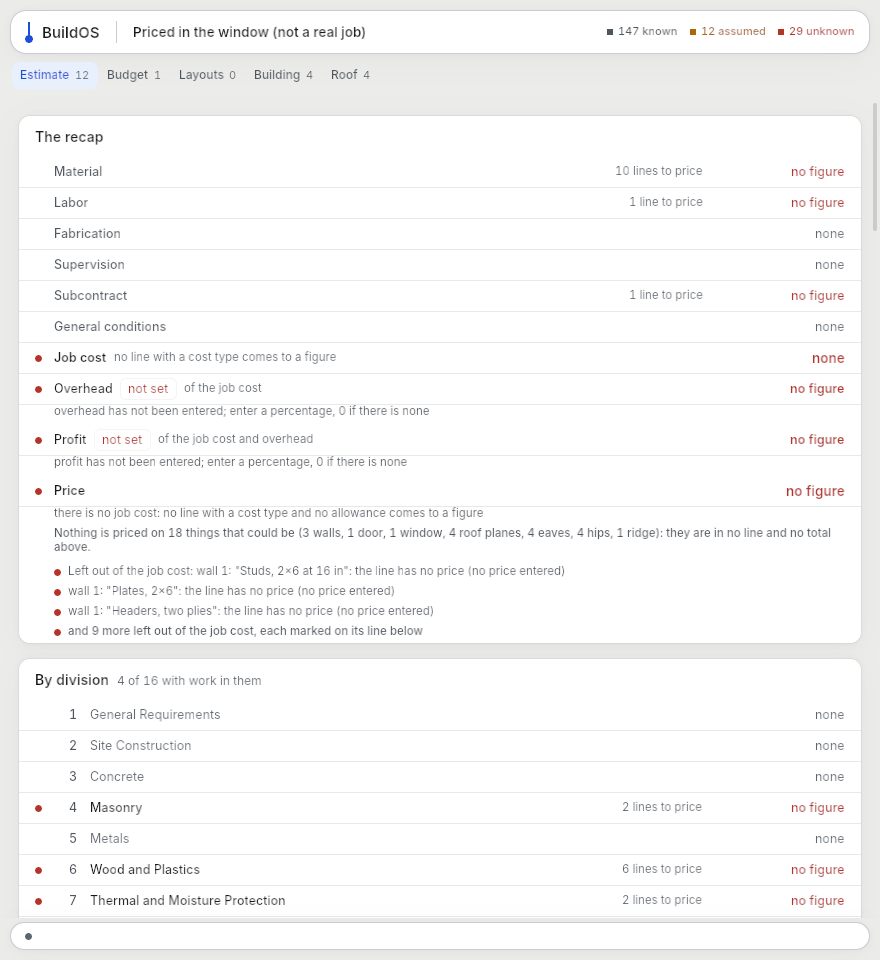 BuildOS
Priced in the window (not a real job)
147 known
12 assumed
29 unknown
Estimate 12
Budget 1
Layouts 0
Building 4
Roof 4
The recap
Material 10 lines to price no figure
Labor 1 line to price no figure
Fabrication none
Supervision none
Subcontract 1 line to price no figure
General conditions none
Job cost no line with a cost type comes to a figure none
Overhead not set of the job cost no figure
overhead has not been entered; enter a percentage, 0 if there is none
Profit not set of the job cost and overhead no figure
profit has not been entered; enter a percentage, 0 if there is none
Price no figure
there is no job cost: no line with a cost type and no allowance comes to a figure
Nothing is priced on 18 things that could be (3 walls, 1 door, 1 window, 4 roof planes, 4 eaves, 4 hips, 1 ridge): they are in no line and no total
above.
Left out of the job cost: wall 1: "Studs, 2×6 at 16 in": the line has no price (no price entered)
wall 1: "Plates, 2×6": the line has no price (no price entered)
wall 1: "Headers, two plies": the line has no price (no price entered)
and 9 more left out of the job cost, each marked on its line below
By division 4 of 16 with work in them
1 General Requirements none
2 Site Construction none
3 Concrete none
4 Masonry 2 lines to price no figure
5 Metals none
6 Wood and Plastics 6 lines to price no figure
7 Thermal and Moisture Protection 2 lines to price no figure